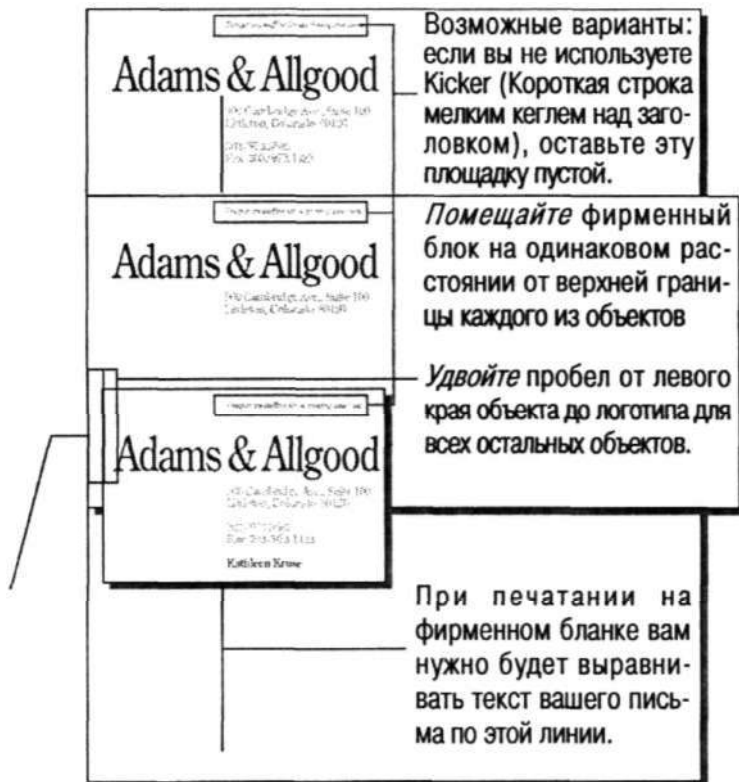 Возможные варианты:
если вы не используете
Kicker (Короткая строка
мелким кеглем над заго-
ловком), оставьте эту
площадку пустой.
Adams & Allgood
Помещайте фирменный
блок на одинаковом рас-
стоянии от верхней грани-
цы каждого из объектов
Adams & Allgood
Удвойте пробел от левого
края объекта до логотипа для
всех остальных объектов.
Adams & Allgood
Kathleen Kruse
При печатании на
фирменном бланке вам
нужно будет выравни-
вать текст вашего пись-
ма по этой линии.